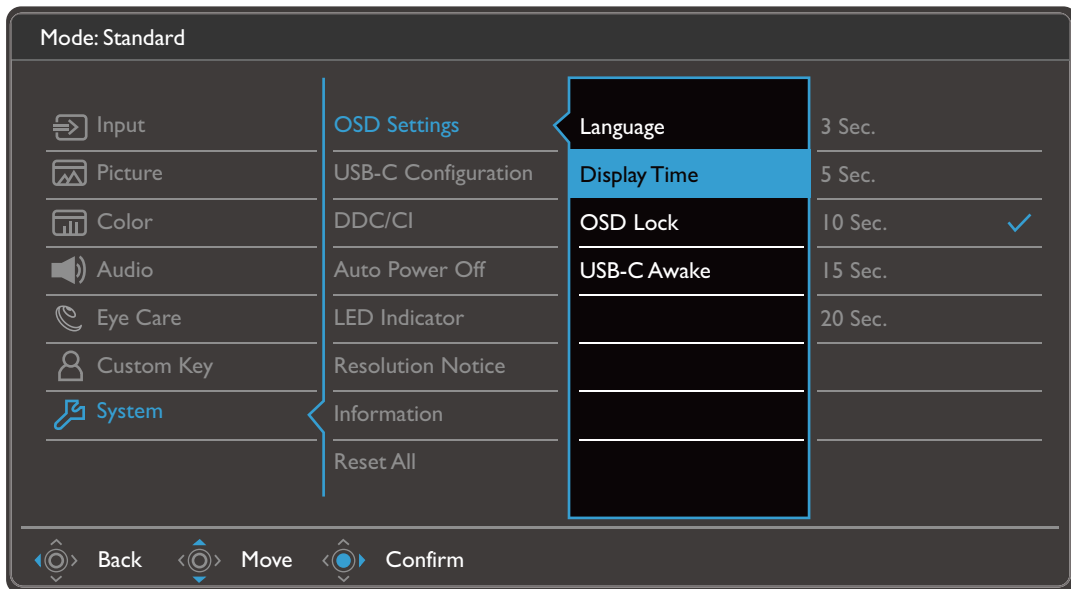 Mode: Standard
Input
Picture
Color
Audio
Eye Care
Custom Key
System
OSD Settings
USB-C Configuration
DDC/CI
Auto Power Off
LED Indicator
Resolution Notice
Information
Reset All
Language
Display Time
OSD Lock
USB-C Awake
3 Sec.
5 Sec.
10 Sec.
15 Sec.
20 Sec.
Back Move Confirm